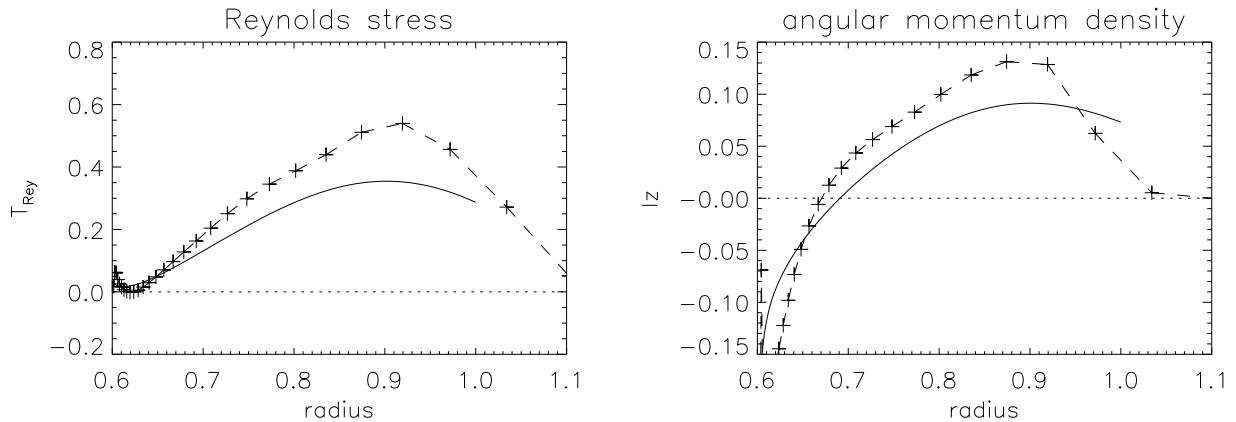 Reynolds stress
0.8
0.6
0.4
0.2
0.0
−0.2
T_Rey
0.6 0.7 0.8 0.9 1.0 1.1
radius
angular momentum density
0.15
0.10
0.05
−0.00
−0.05
−0.10
−0.15
lz
0.6 0.7 0.8 0.9 1.0 1.1
radius